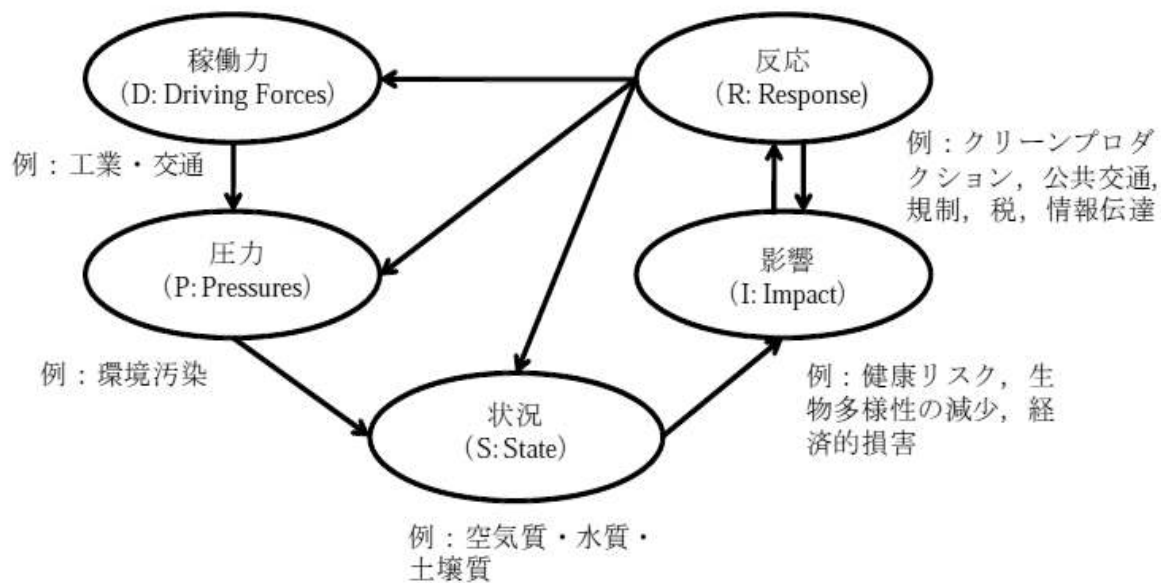 稼働力
（D: Driving Forces）
反応
（R: Response）
例：工業・交通
例：クリーンプロダ
クション，公共交通，
規制，税，情報伝達
圧力
（P: Pressures）
影響
（I: Impact）
例：環境汚染
例：健康リスク，生
物多様性の減少，経
済的損害
状況
（S: State）
例：空気質・水質・
土壌質